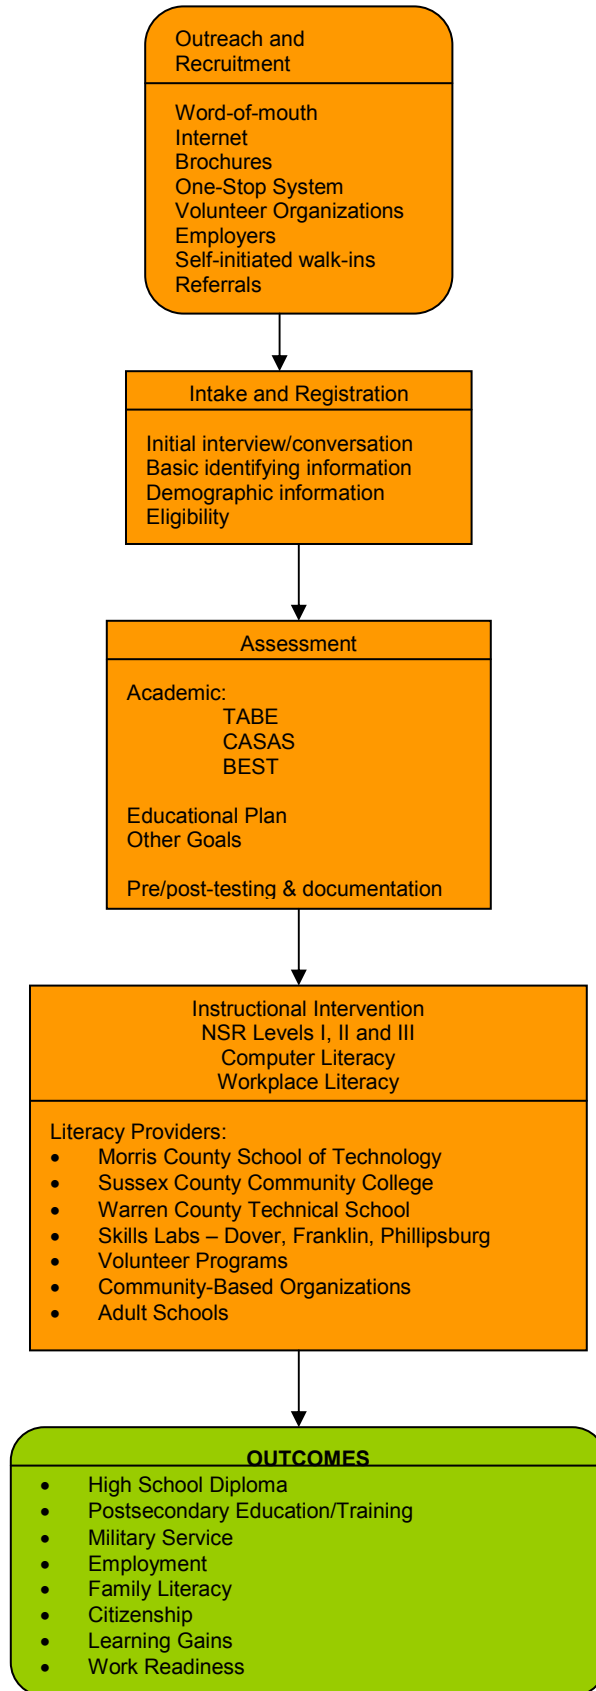 Outreach and
Recruitment
Word-of-mouth
Internet
Brochures
One-Stop System
Volunteer Organizations
Employers
Self-initiated walk-ins
Referrals
Intake and Registration
Initial interview/conversation
Basic identifying information
Demographic information
Eligibility
Assessment
Academic:
TABE
CASAS
BEST
Educational Plan
Other Goals
Pre/post-testing & documentation
Instructional Intervention
NSR Levels I, II and III
Computer Literacy
Workplace Literacy
Literacy Providers:
• Morris County School of Technology
• Sussex County Community College
• Warren County Technical School
• Skills Labs – Dover, Franklin, Phillipsburg
• Volunteer Programs
• Community-Based Organizations
• Adult Schools
OUTCOMES
• High School Diploma
• Postsecondary Education/Training
• Military Service
• Employment
• Family Literacy
• Citizenship
• Learning Gains
• Work Readiness